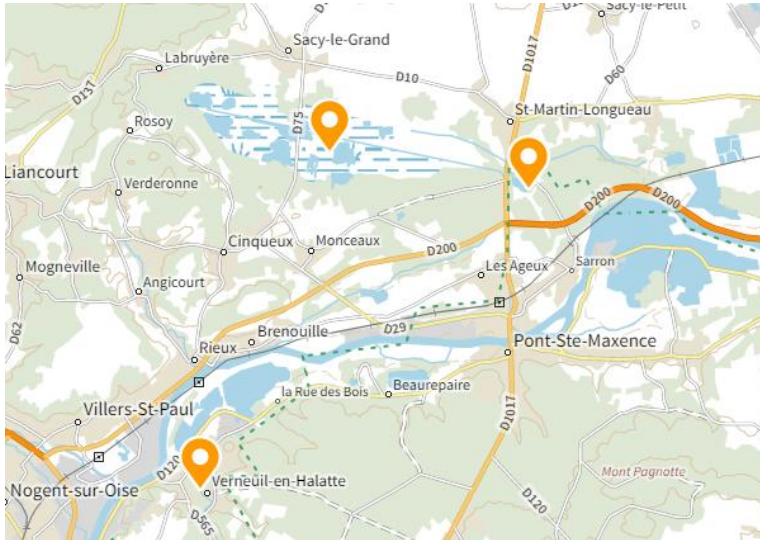 Sacy-le-Petit
Sacy-le-Grand
Labruyère
D10
D1017
D60
D137
D75
St-Martin-Longueau
Rosoy
Liancourt
Verderonne
D200
D200
Cinqueux
Monceaux
D200
Mogneville
Les Ageux
Sarron
Angicourt
D62
Brenouille
D29
Rieux
Pont-Ste-Maxence
la Rue des Bois
Beaurepaire
Villers-St-Paul
D1017
D120
Mont Pagnotte
Nogent-sur-Oise
Verneuil-en-Halatte
D120
D565